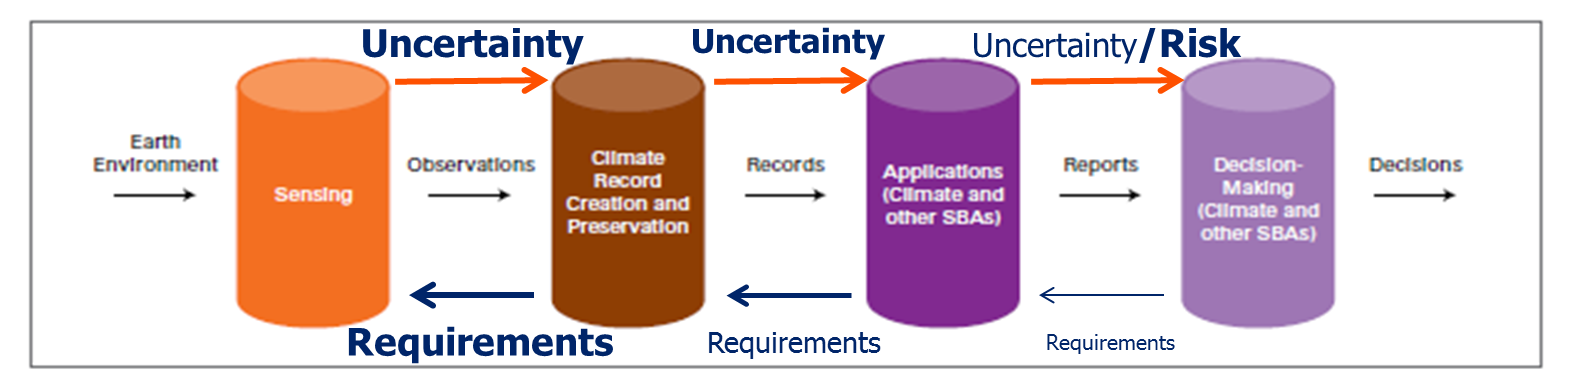 Uncertainty
Uncertainty
Uncertainty/Risk
Earth
Environment
Sensing
Observations
Climate
Record
Creation and
Preservation
Records
Applications
(Climate and
other SBAs)
Reports
Decision-
Making
(Climate and
other SBAs)
Decisions
Requirements
Requirements
Requirements